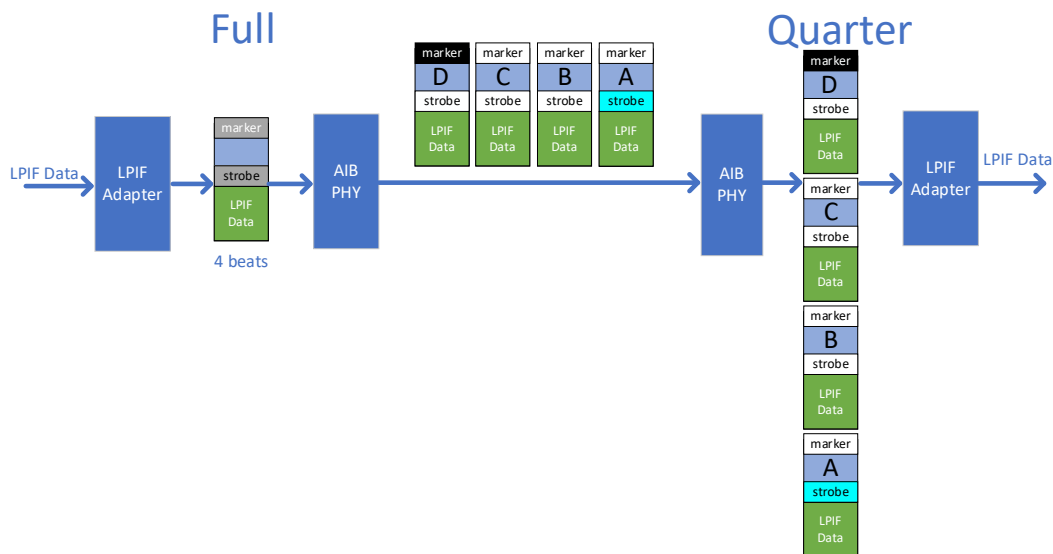 Full
Quarter
marker
D
strobe
LPIF
Data
marker
C
strobe
LPIF
Data
marker
B
strobe
LPIF
Data
marker
A
strobe
LPIF
Data
LPIF Data
LPIF
Adapter
marker
strobe
LPIF
Data
4 beats
AIB
PHY
AIB
PHY
marker
D
strobe
LPIF
Data
marker
C
strobe
LPIF
Data
marker
B
strobe
LPIF
Data
marker
A
strobe
LPIF
Data
LPIF
Adapter
LPIF Data